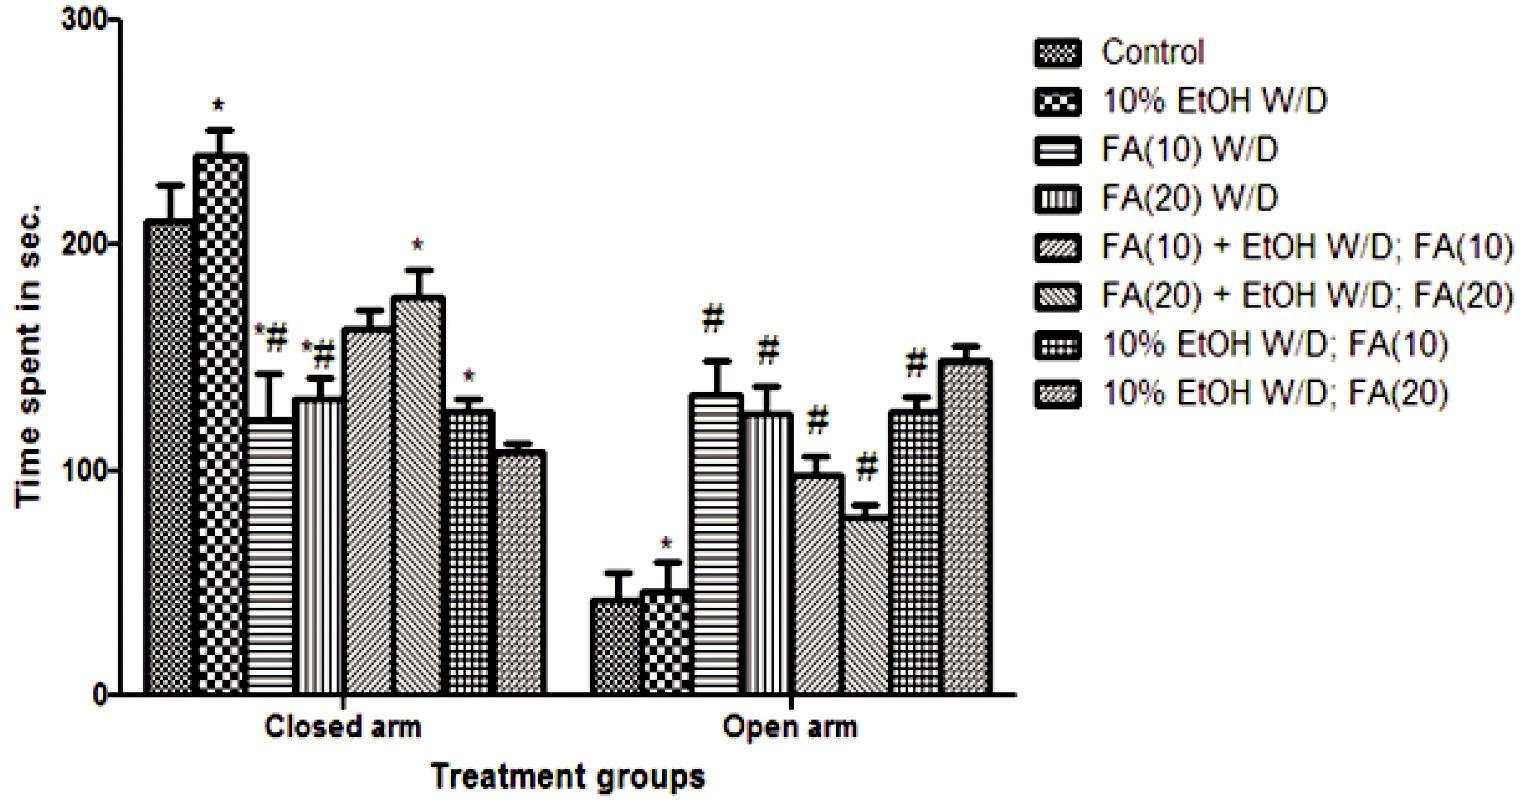 300
200
100
0
Time spent in sec.
*
*#
*#
*
*
*
#
#
#
#
#
Closed arm
Open arm
Treatment groups
Control
10% EtOH W/D
FA(10) W/D
FA(20) W/D
FA(10) + EtOH W/D; FA(10)
FA(20) + EtOH W/D; FA(20)
10% EtOH W/D; FA(10)
10% EtOH W/D; FA(20)